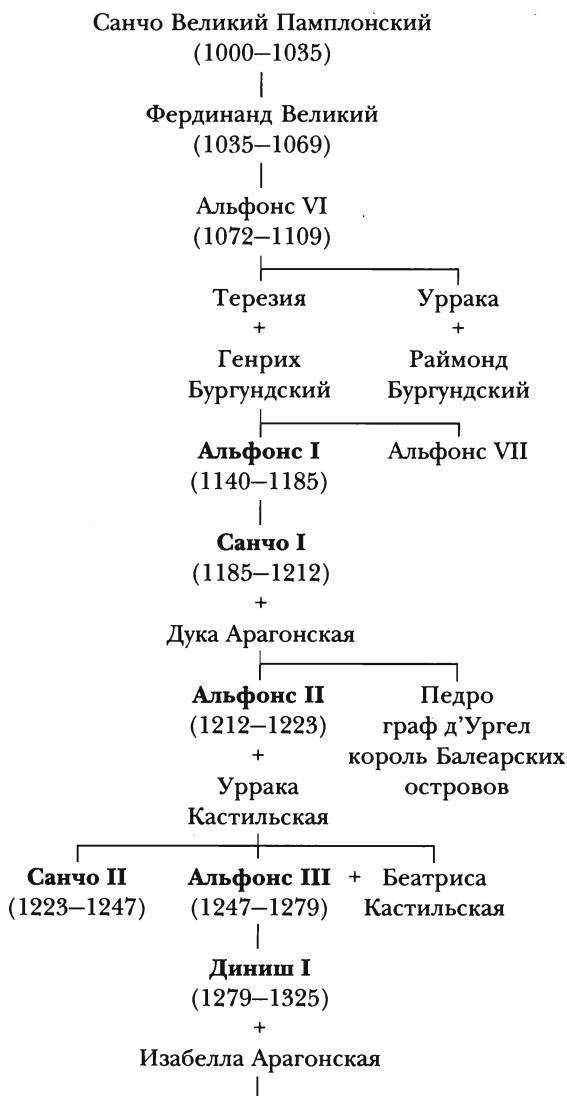 Санчо Великий Памплонский
(1000—1035)
Фердинанд Великий
(1035—1069)
Альфонс VI
(1072—1109)
Терезия Уррака
+ +
Генрих Раймонд
Бургундский Бургундский
Альфонс I Альфонс VII
(1140—1185)
Санчо I
(1185—1212)
+
Дука Арагонская
Альфонс II Педро
(1212—1223) граф д'Ургел
+ король Балеарских
Уррака островов
Кастильская
Санчо II Альфонс III + Беатриса
(1223—1247) (1247—1279) Кастильская
Диниш I
(1279—1325)
+
Изабелла Арагонская